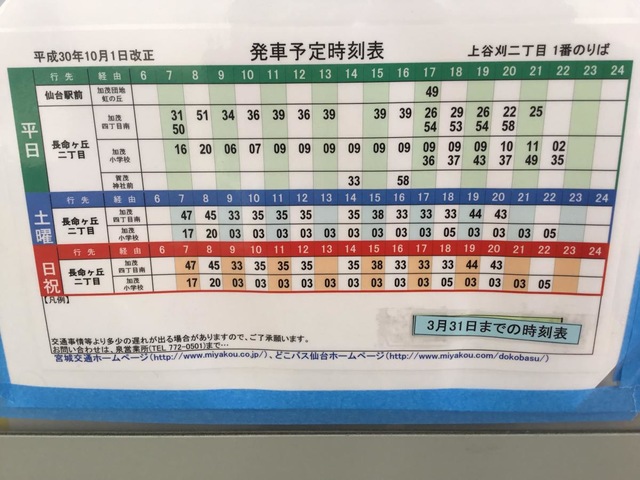 平成30年10月1日改正 発車予定時刻表 上谷刈二丁目 1番のりば
行先 経由 6 7 8 9 10 11 12 13 14 15 16 17 18 19 20 21 22 23 24
平日
仙台駅前 加茂団地 虹の丘 49
長命ヶ丘二丁目 加茂四丁目南 31 51 34 36 39 36 39 39 39 26 29 26 22 25
50 54 53 54 58
加茂小学校 16 20 06 07 09 09 09 09 09 09 09 09 09 10 11 02
36 37 43 37 49 35
賀茂神社前 33 58
土曜
行先 経由 6 7 8 9 10 11 12 13 14 15 16 17 18 19 20 21 22 23 24
長命ヶ丘二丁目 加茂四丁目南 47 45 33 35 35 35 35 38 33 33 33 44 43
加茂小学校 17 20 03 03 03 03 03 03 03 03 03 05 03 03 03 05
日祝
行先 経由 6 7 8 9 10 11 12 13 14 15 16 17 18 19 20 21 22 23 24
長命ヶ丘二丁目 加茂四丁目南 47 45 33 35 35 35 35 38 33 33 33 44 43
加茂小学校 17 20 03 03 03 03 03 03 03 03 03 05 03 03 03 05
【凡例】
3月31日までの時刻表
交通事情等より多少の遅れが出る場合がありますので、ご了承願います。
お問い合わせは、泉営業所(TEL 772-0501)まで…
宮城交通ホームページ(http://www.miyakou.co.jp/)、どこバス仙台ホームページ(http://www.miyakou.com/dokobasu/)